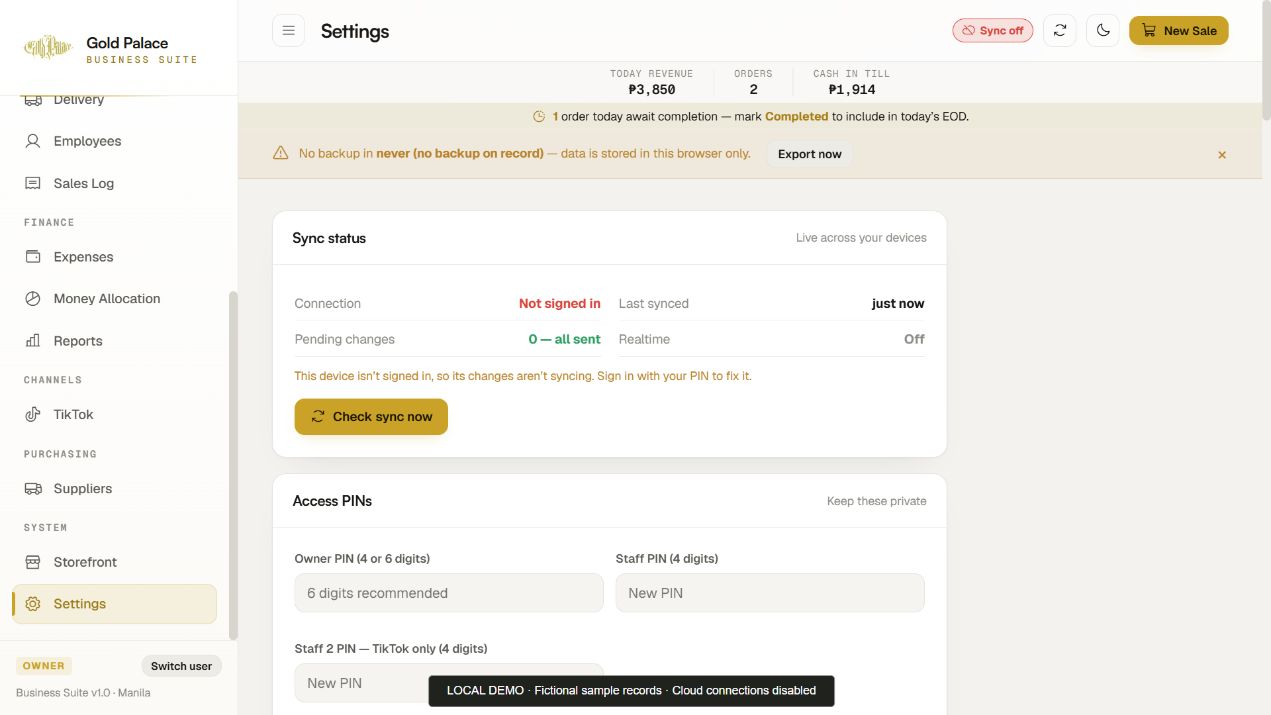 Gold Palace
BUSINESS SUITE
Delivery
Employees
Sales Log
FINANCE
Expenses
Money Allocation
Reports
CHANNELS
TikTok
PURCHASING
Suppliers
SYSTEM
Storefront
Settings
OWNER
Switch user
Business Suite v1.0 · Manila
Settings
Sync off
New Sale
TODAY REVENUE
₱3,850
ORDERS
2
CASH IN TILL
₱1,914
1 order today await completion — mark Completed to include in today's EOD.
No backup in never (no backup on record) — data is stored in this browser only.
Export now
×
Sync status
Live across your devices
Connection
Not signed in
Last synced
just now
Pending changes
0 — all sent
Realtime
Off
This device isn't signed in, so its changes aren't syncing. Sign in with your PIN to fix it.
Check sync now
Access PINs
Keep these private
Owner PIN (4 or 6 digits)
Staff PIN (4 digits)
6 digits recommended
New PIN
Staff 2 PIN — TikTok only (4 digits)
New PIN
LOCAL DEMO · Fictional sample records · Cloud connections disabled